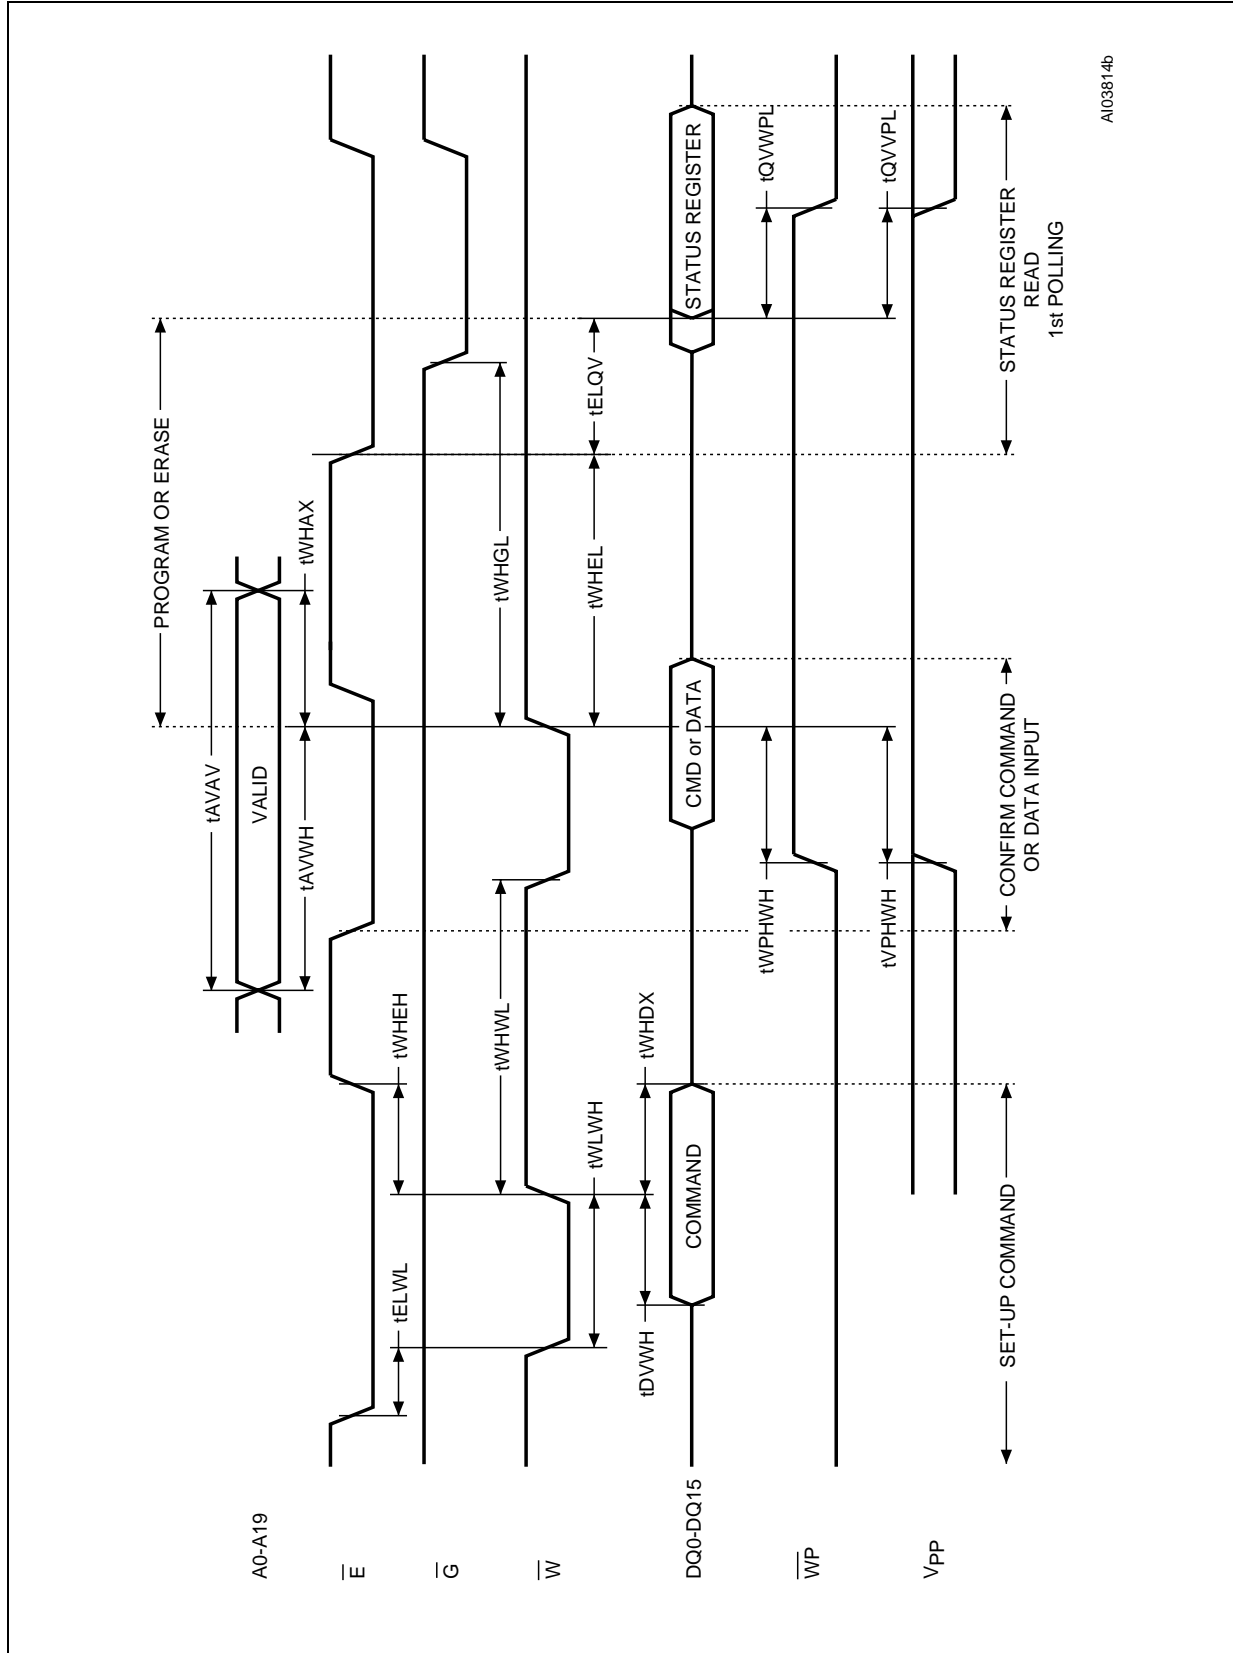 PROGRAM OR ERASE
tAVAV
A0-A19
VALID
tAVWH
tWHAX
E
tELWL
tWHEH
G
tWHWL
tWHGL
W
tWLWH
tWHEL
tELQV
tDVWH
tWHDX
DQ0-DQ15
COMMAND
CMD or DATA
STATUS REGISTER
tWPHWH
tQVWPL
WP
tVPHWH
tQVVPL
VPP
SET-UP COMMAND
CONFIRM COMMAND
OR DATA INPUT
STATUS REGISTER
READ
1st POLLING
AI03814b